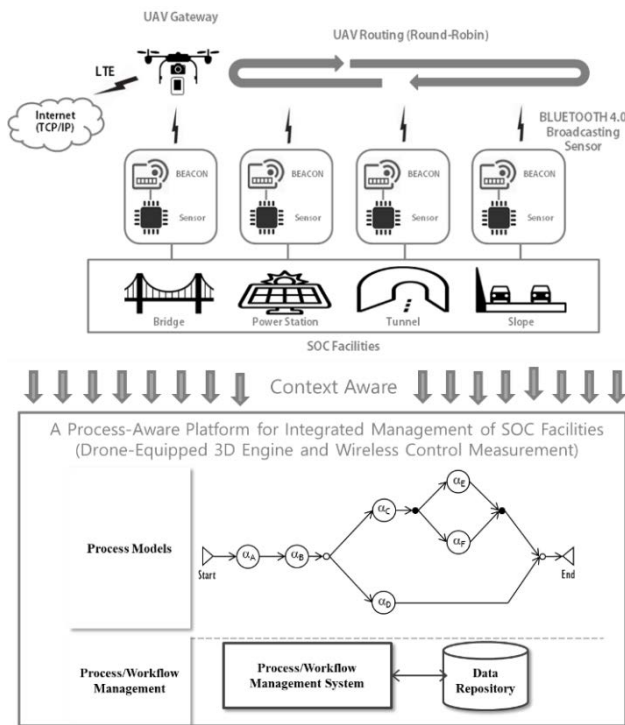 UAV Gateway
UAV Routing (Round-Robin)
LTE
Internet
(TCP/IP)
BLUETOOTH 4.0
Broadcasting
Sensor
BEACON
Sensor
BEACON
Sensor
BEACON
Sensor
BEACON
Sensor
Bridge
Power Station
Tunnel
Slope
SOC Facilities
Context Aware
A Process-Aware Platform for Integrated Management of SOC Facilities
(Drone-Equipped 3D Engine and Wireless Control Measurement)
Process Models
Start
αA
αB
αC
αE
αF
αD
End
Process/Workflow
Management
Process/Workflow
Management System
Data
Repository